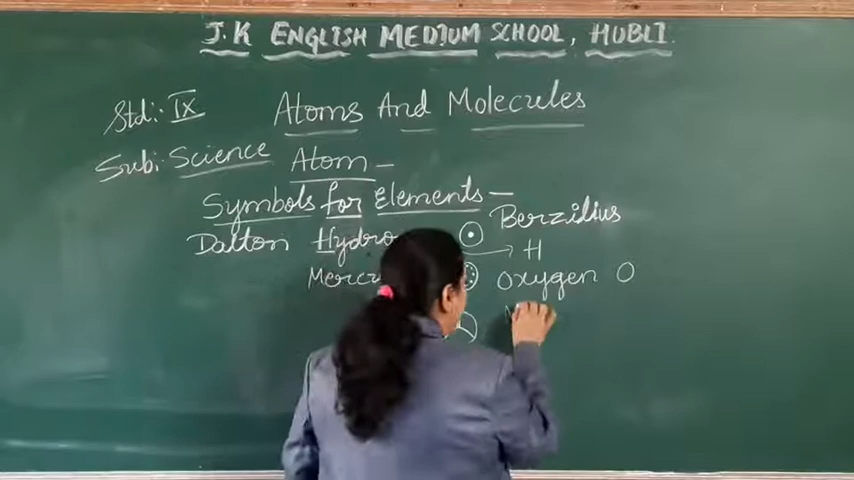 J.K ENGLISH MEDIUM SCHOOL, HUBLI
Std:- IX Atoms And Molecules
Sub: Science Atom -
Symbols for Elements -
Berzilius
Dalton H
Oxygen O